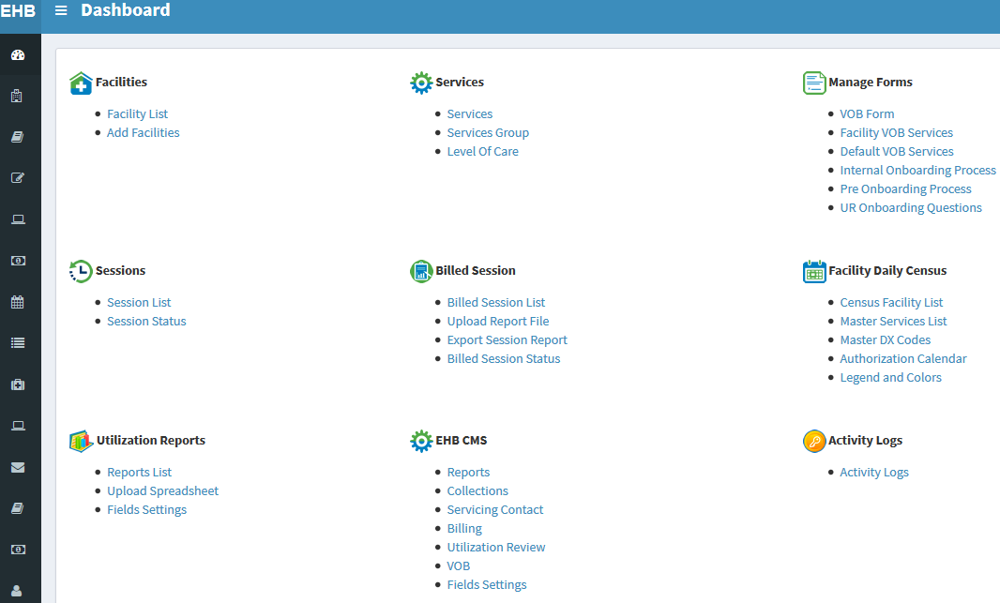 EHB
Dashboard
Facilities
Facility List
Add Facilities
Services
Services
Services Group
Level Of Care
Manage Forms
VOB Form
Facility VOB Services
Default VOB Services
Internal Onboarding Process
Pre Onboarding Process
UR Onboarding Questions
Sessions
Session List
Session Status
Billed Session
Billed Session List
Upload Report File
Export Session Report
Billed Session Status
Facility Daily Census
Census Facility List
Master Services List
Master DX Codes
Authorization Calendar
Legend and Colors
Utilization Reports
Reports List
Upload Spreadsheet
Fields Settings
EHB CMS
Reports
Collections
Servicing Contact
Billing
Utilization Review
VOB
Fields Settings
Activity Logs
Activity Logs